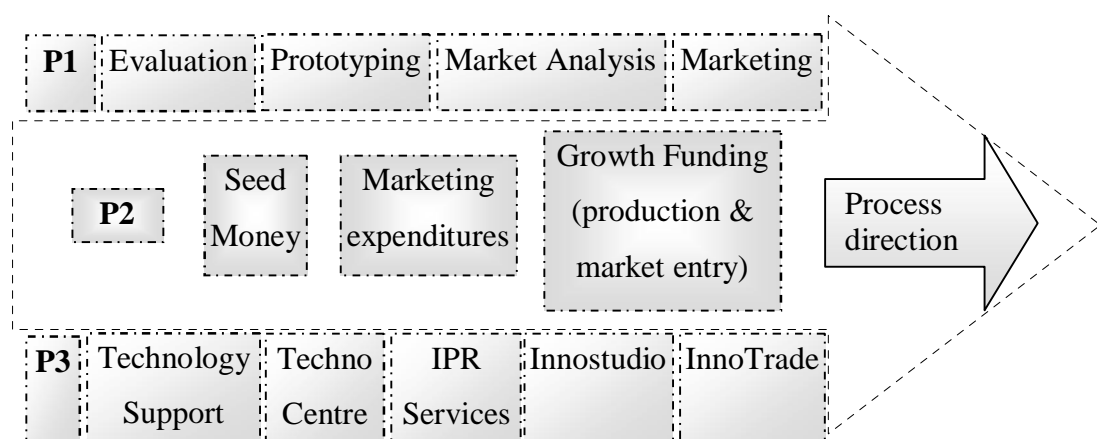 P1 Evaluation Prototyping Market Analysis Marketing
P2
Seed
Money
Marketing
expenditures
Growth Funding
(production &
market entry)
Process
direction
P3
Technology
Support
Techno
Centre
IPR
Services
Innostudio
InnoTrade